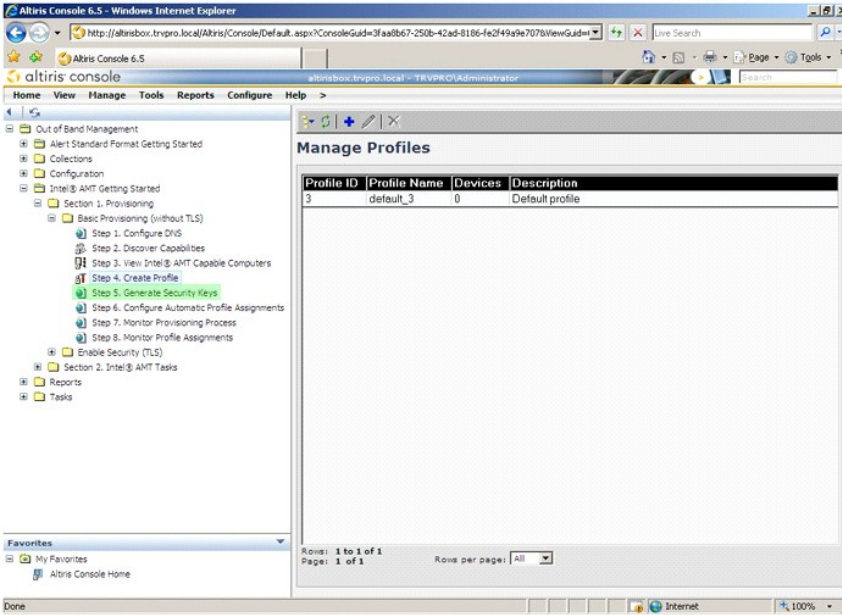 Altiris Console 6.5 - Windows Internet Explorer
http://altirisbox.trvpro.local/Altiris/Console/Default.aspx?ConsoleGuid=3faa8b67-250b-42ad-8186-fe2f49a9e707&ViewGuid=
Live Search
Altiris Console 6.5
Page
Tools
altiris console
altirisbox.trvpro.local - TRVPRO\Administrator
Search
Home View Manage Tools Reports Configure Help >
Out of Band Management
Alert Standard Format Getting Started
Collections
Configuration
Intel® AMT Getting Started
Section 1. Provisioning
Basic Provisioning (without TLS)
Step 1. Configure DNS
Step 2. Discover Capabilities
Step 3. View Intel® AMT Capable Computers
Step 4. Create Profile
Step 5. Generate Security Keys
Step 6. Configure Automatic Profile Assignments
Step 7. Monitor Provisioning Process
Step 8. Monitor Profile Assignments
Enable Security (TLS)
Section 2. Intel® AMT Tasks
Reports
Tasks
Manage Profiles
Profile ID Profile Name Devices Description
3 default_3 0 Default profile
Rows: 1 to 1 of 1
Page: 1 of 1
Rows per page: All
Favorites
My Favorites
Altiris Console Home
Done
Internet
100%